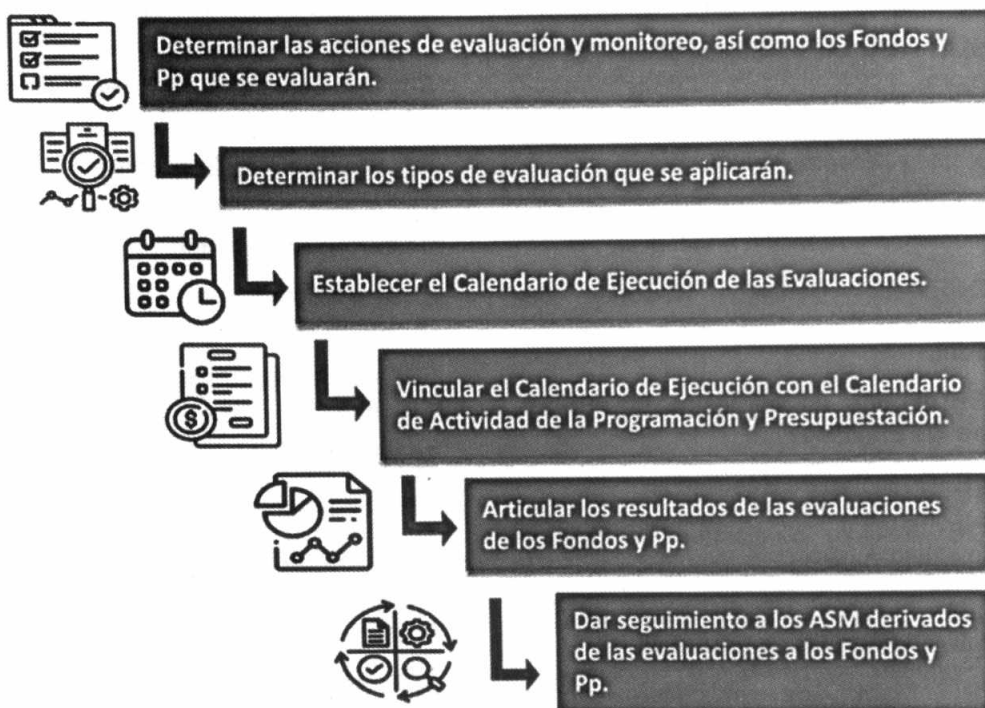 Determinar las acciones de evaluación y monitoreo, así como los Fondos y
Pp que se evaluarán.
Determinar los tipos de evaluación que se aplicarán.
Establecer el Calendario de Ejecución de las Evaluaciones.
Vincular el Calendario de Ejecución con el Calendario
de Actividad de la Programación y Presupuestación.
$
Articular los resultados de las evaluaciones
de los Fondos y Pp.
Dar seguimiento a los ASM derivados
de las evaluaciones a los Fondos y
Pp.